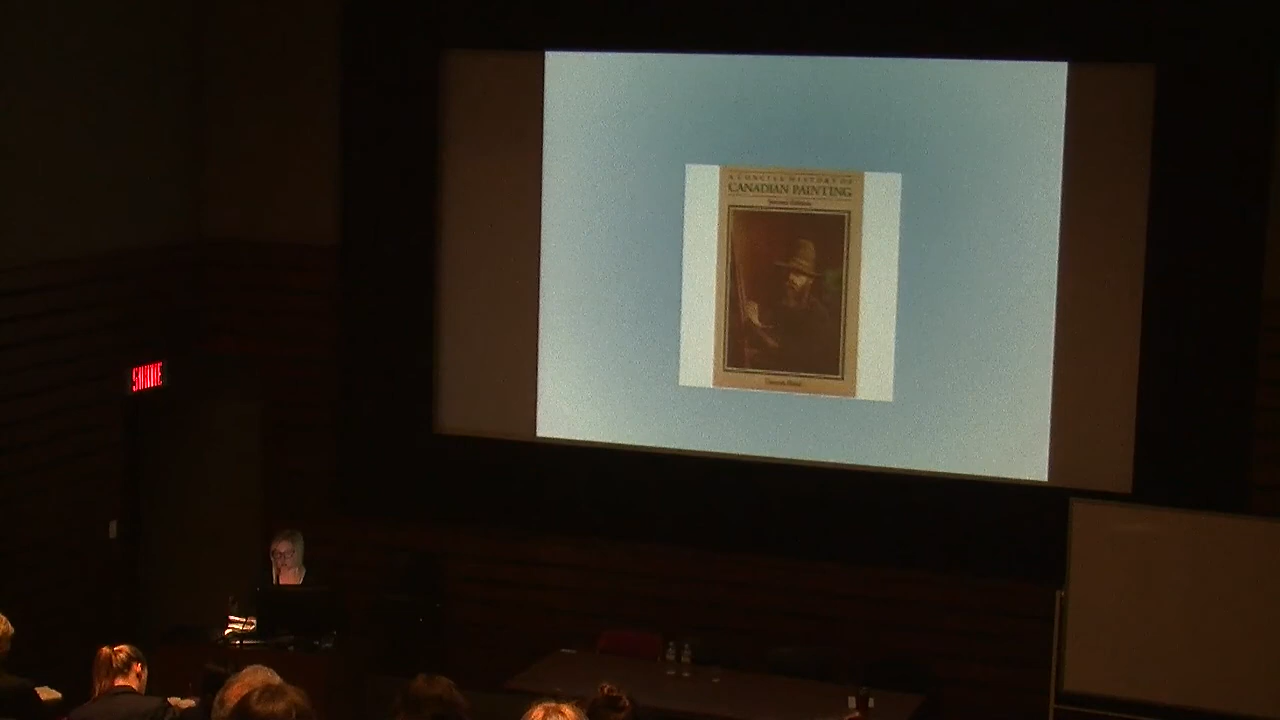 A CONCISE HISTORY OF
CANADIAN PAINTING
Second Edition
SORTIE